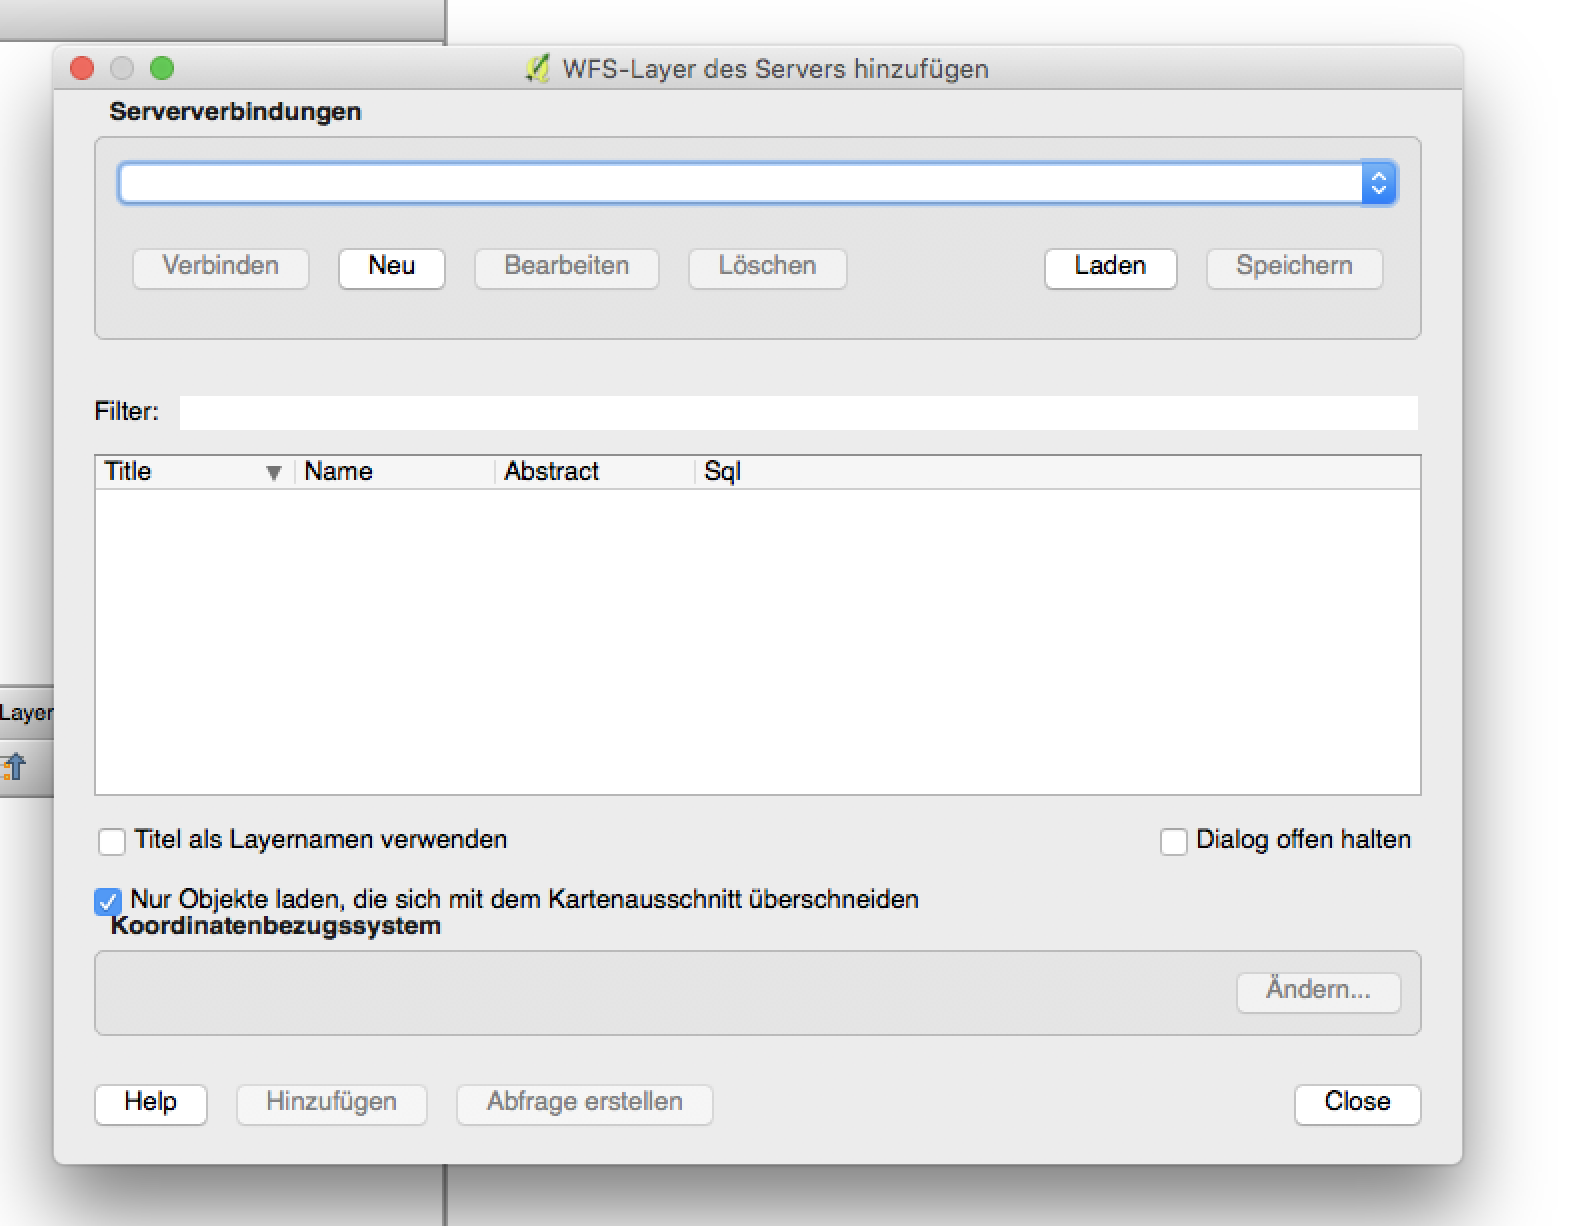 WFS-Layer des Servers hinzufügen
Serververbindungen
Verbinden Neu Bearbeiten Löschen Laden Speichern
Filter:
Title Name Abstract Sql
Layer
Titel als Layernamen verwenden Dialog offen halten
Nur Objekte laden, die sich mit dem Kartenausschnitt überschneiden
Koordinatenbezugssystem
Ändern...
Help Hinzufügen Abfrage erstellen Close